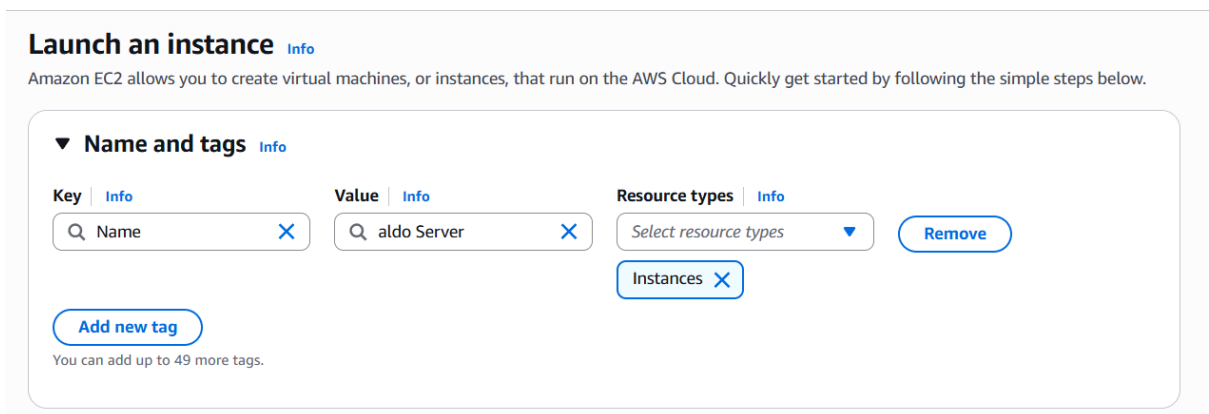 Launch an instance Info
Amazon EC2 allows you to create virtual machines, or instances, that run on the AWS Cloud. Quickly get started by following the simple steps below.
Name and tags Info
Key Info Value Info Resource types Info
Name aldo Server Select resource types Remove
Instances
Add new tag
You can add up to 49 more tags.